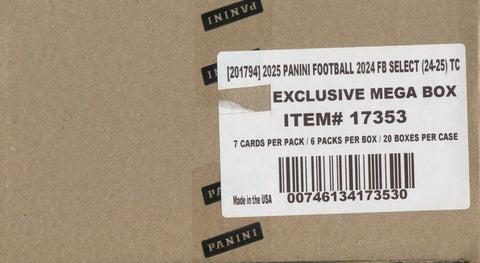 PANINI
PANINI
[201794] 2025 PANINI FOOTBALL 2024 FB SELECT (24-25) TC
EXCLUSIVE MEGA BOX
ITEM# 17353
7 CARDS PER PACK / 6 PACKS PER BOX / 20 BOXES PER CASE
Made in the USA
00746134173530
PANINI
PANINI